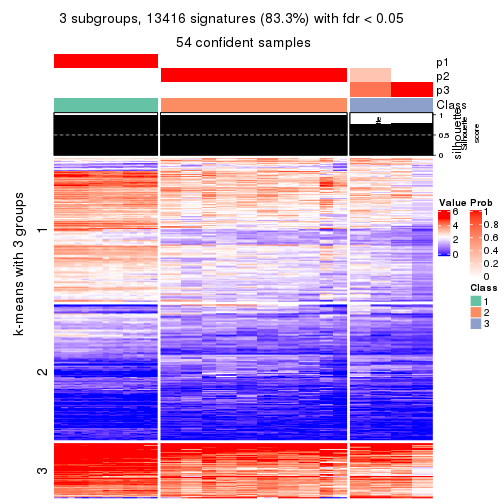 3 subgroups, 13416 signatures (83.3%) with fdr < 0.05
54 confident samples
p1
p2
p3
Class
1
0.5
0
silhouette
Silhouette
score
k-means with 3 groups
1
2
3
Value
6
4
2
0
Prob
1
0.8
0.6
0.4
0.2
0
Class
1
2
3